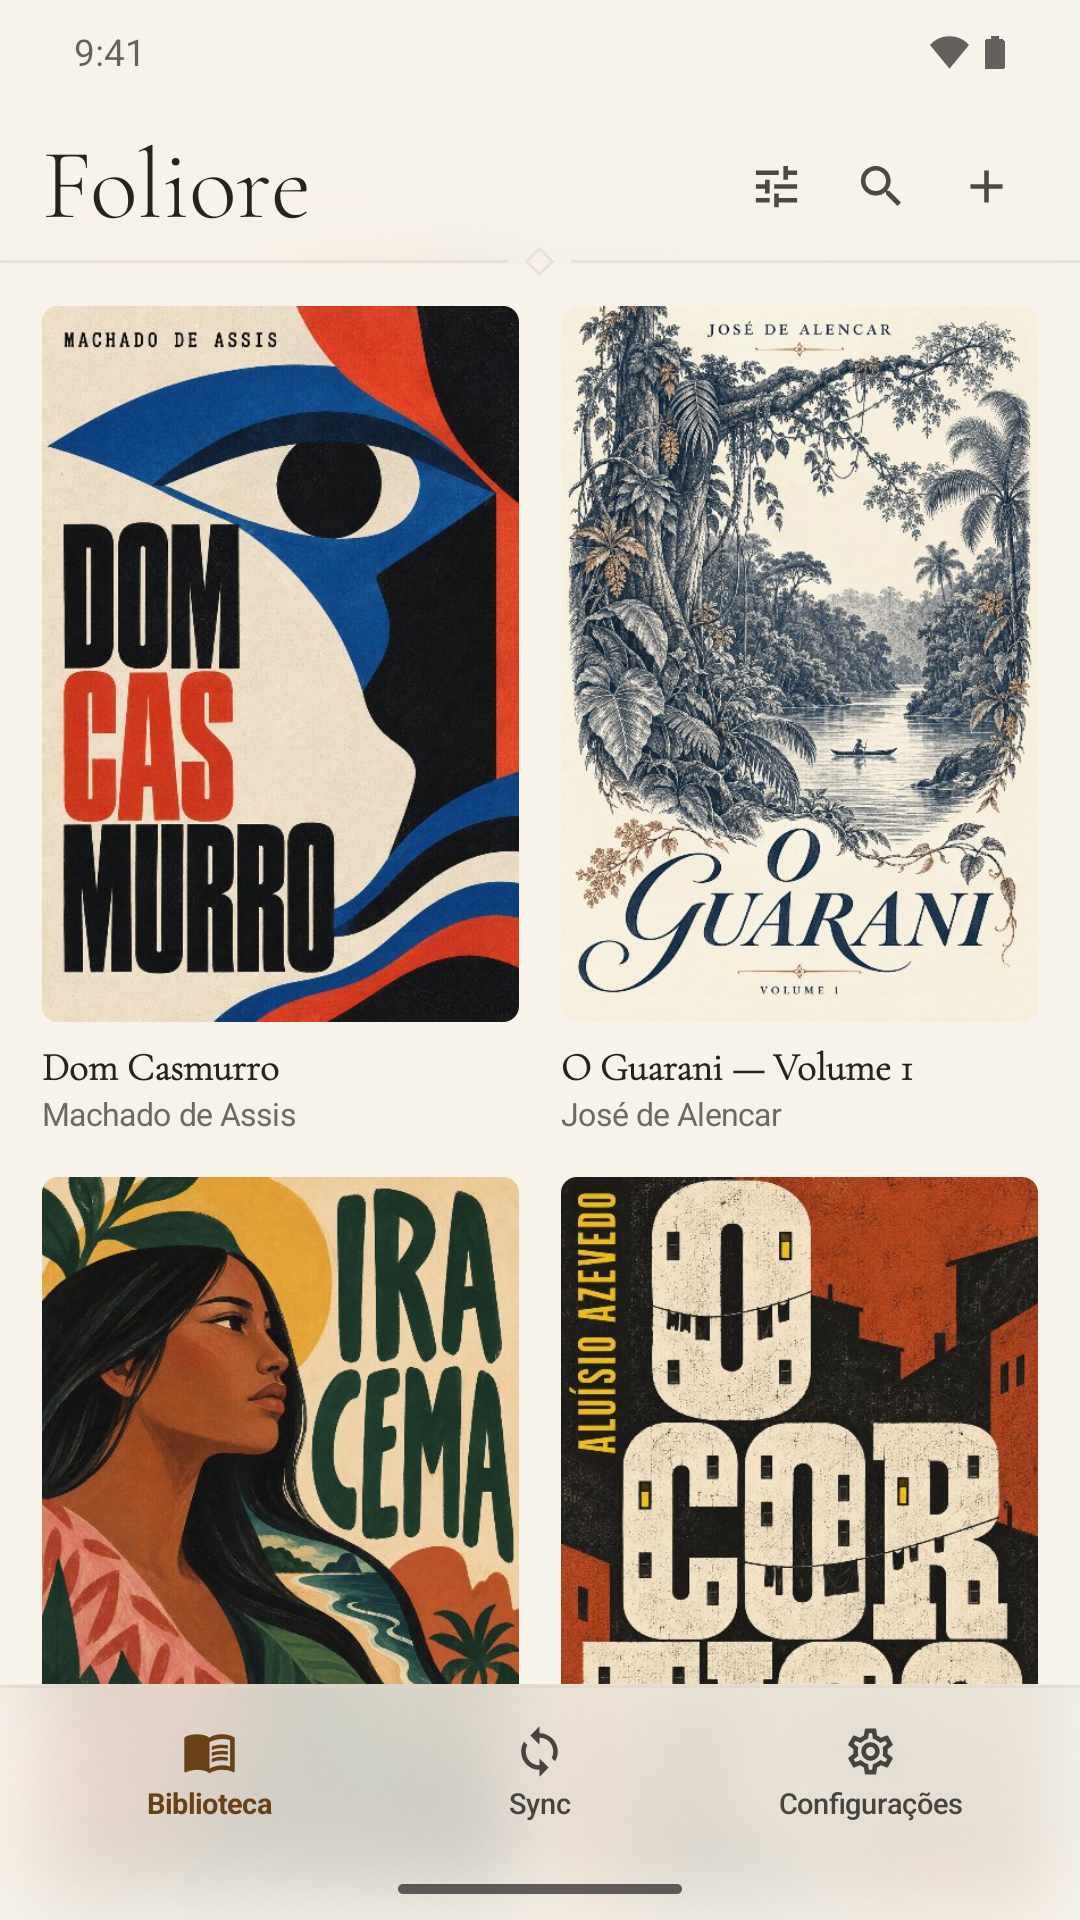 9:41
Foliore
MACHADO DE ASSIS
DOM
CAS
MURRO
JOSÉ DE ALENCAR
O
GUARANI
VOLUME 1
Dom Casmurro
Machado de Assis
O Guarani — Volume 1
José de Alencar
IRA
CEMA
ALUÍSIO AZEVEDO
O
COR
Biblioteca
Sync
Configurações